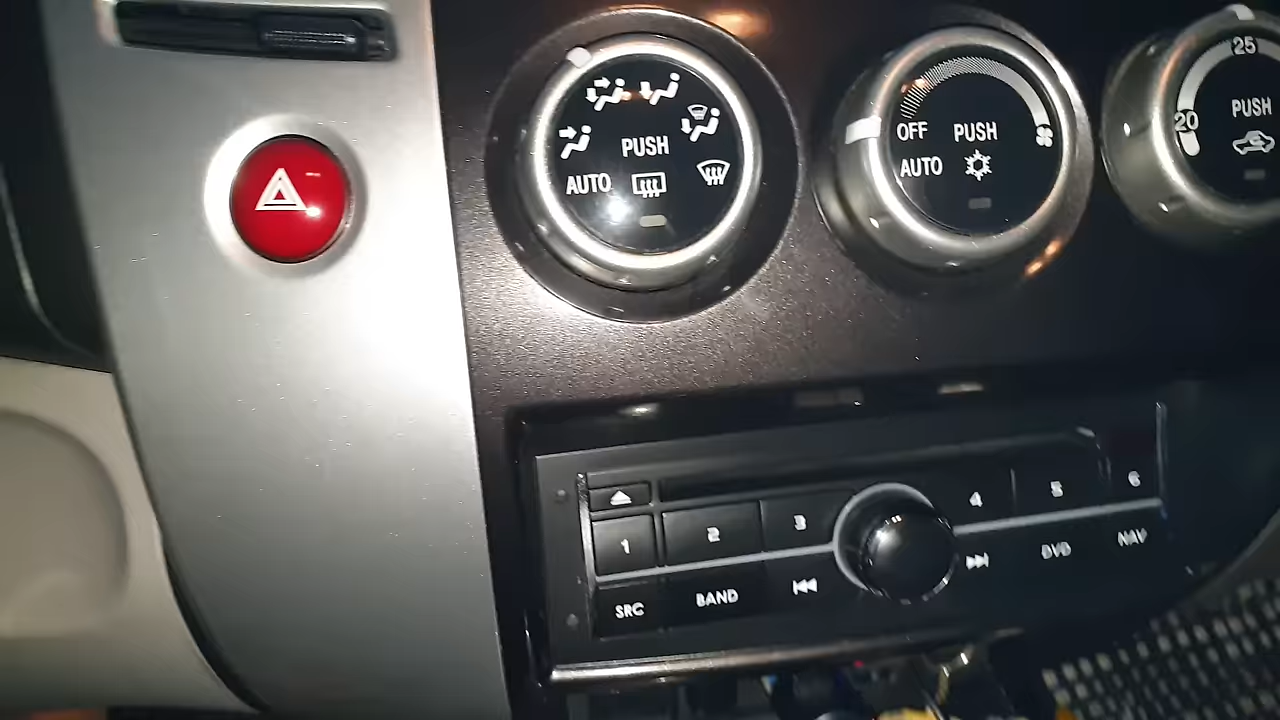 PUSH
AUTO
OFF PUSH
AUTO
25
20
PUSH
1 2 3 4 5 6
SRC BAND DVD NAV